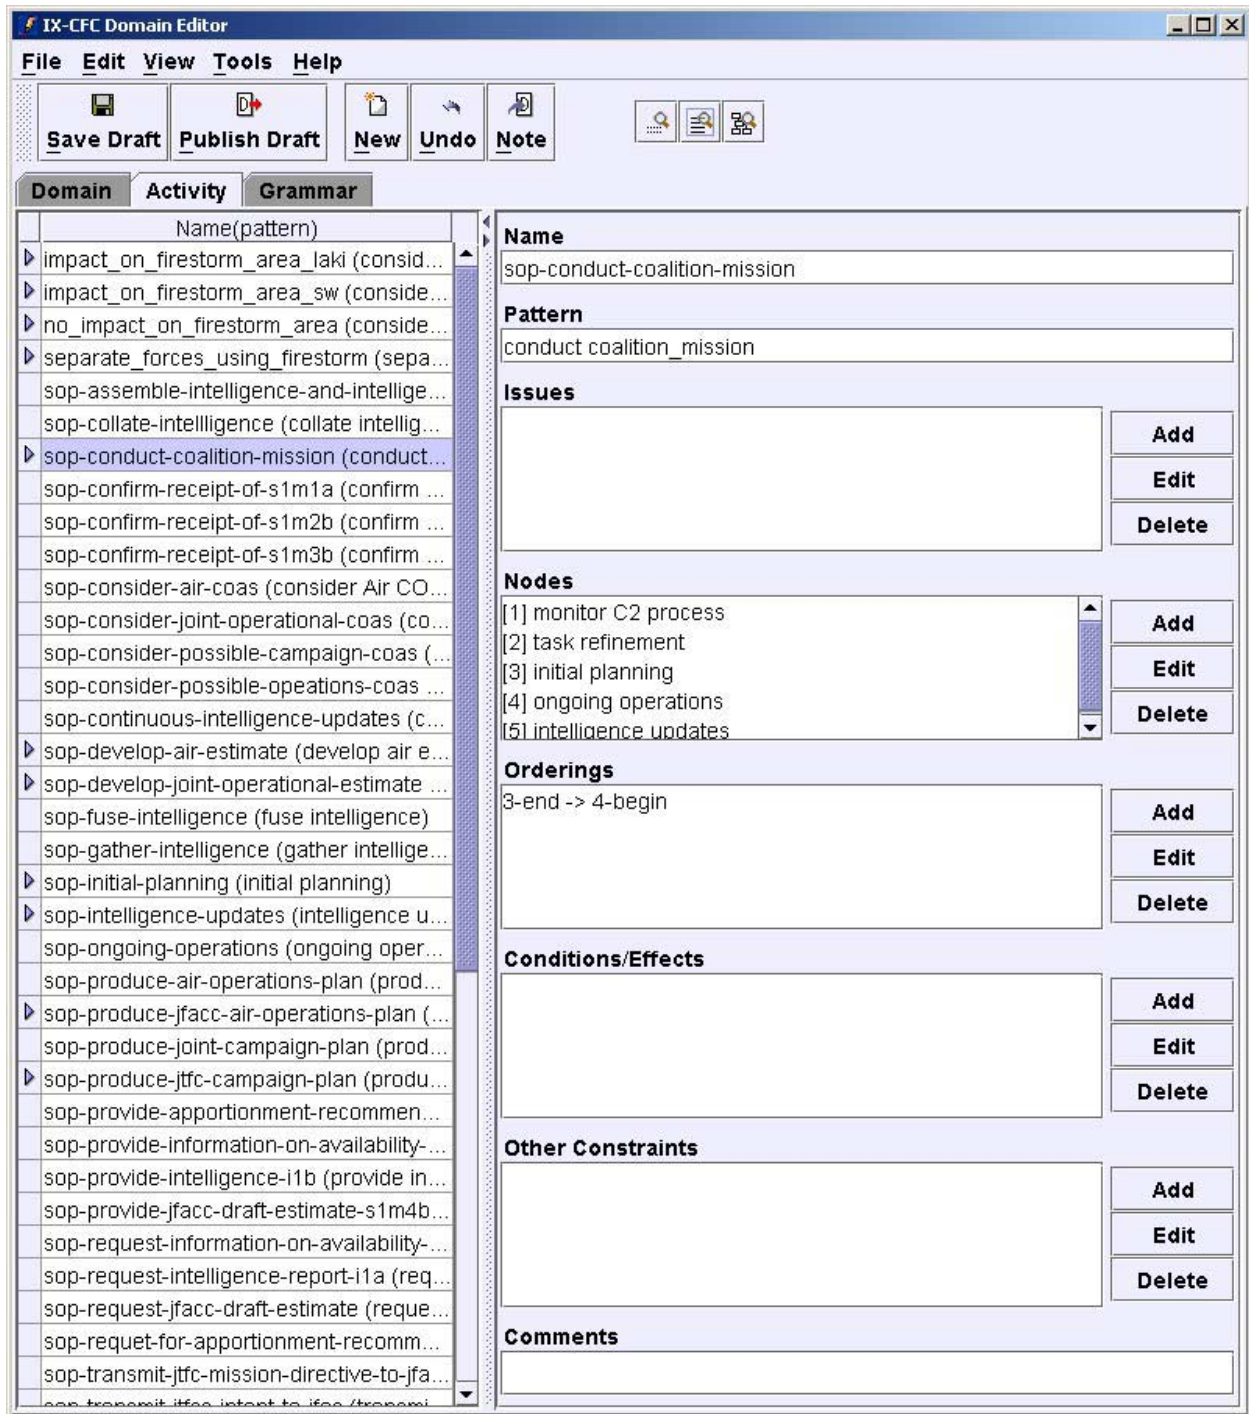 IX-CFC Domain Editor
File Edit View Tools Help
Save Draft Publish Draft New Undo Note
Domain Activity Grammar
Name(pattern)
impact_on_firestorm_area_laki (consid...
impact_on_firestorm_area_sw (conside...
no_impact_on_firestorm_area (conside...
separate_forces_using_firestorm (sepa...
sop-assemble-intelligence-and-intellige...
sop-collate-intellligence (collate intellig...
sop-conduct-coalition-mission (conduct...
sop-confirm-receipt-of-s1m1a (confirm ...
sop-confirm-receipt-of-s1m2b (confirm ...
sop-confirm-receipt-of-s1m3b (confirm ...
sop-consider-air-coas (consider Air CO...
sop-consider-joint-operational-coas (co...
sop-consider-possible-campaign-coas (...
sop-consider-possible-opeations-coas ...
sop-continuous-intelligence-updates (c...
sop-develop-air-estimate (develop air e...
sop-develop-joint-operational-estimate ...
sop-fuse-intelligence (fuse intelligence)
sop-gather-intelligence (gather intellige...
sop-initial-planning (initial planning)
sop-intelligence-updates (intelligence u...
sop-ongoing-operations (ongoing oper...
sop-produce-air-operations-plan (prod...
sop-produce-jfacc-air-operations-plan (...
sop-produce-joint-campaign-plan (prod...
sop-produce-jtfc-campaign-plan (produ...
sop-provide-apportionment-recommen...
sop-provide-information-on-availability-...
sop-provide-intelligence-i1b (provide in...
sop-provide-jfacc-draft-estimate-s1m4b...
sop-request-information-on-availability-...
sop-request-intelligence-report-i1a (req...
sop-request-jfacc-draft-estimate (reque...
sop-requet-for-apportionment-recomm...
sop-transmit-jtfc-mission-directive-to-jfa...
Name
sop-conduct-coalition-mission
Pattern
conduct coalition_mission
Issues
Add
Edit
Delete
Nodes
[1] monitor C2 process
[2] task refinement
[3] initial planning
[4] ongoing operations
[5] intelligence updates
Add
Edit
Delete
Orderings
3-end -> 4-begin
Add
Edit
Delete
Conditions/Effects
Add
Edit
Delete
Other Constraints
Add
Edit
Delete
Comments